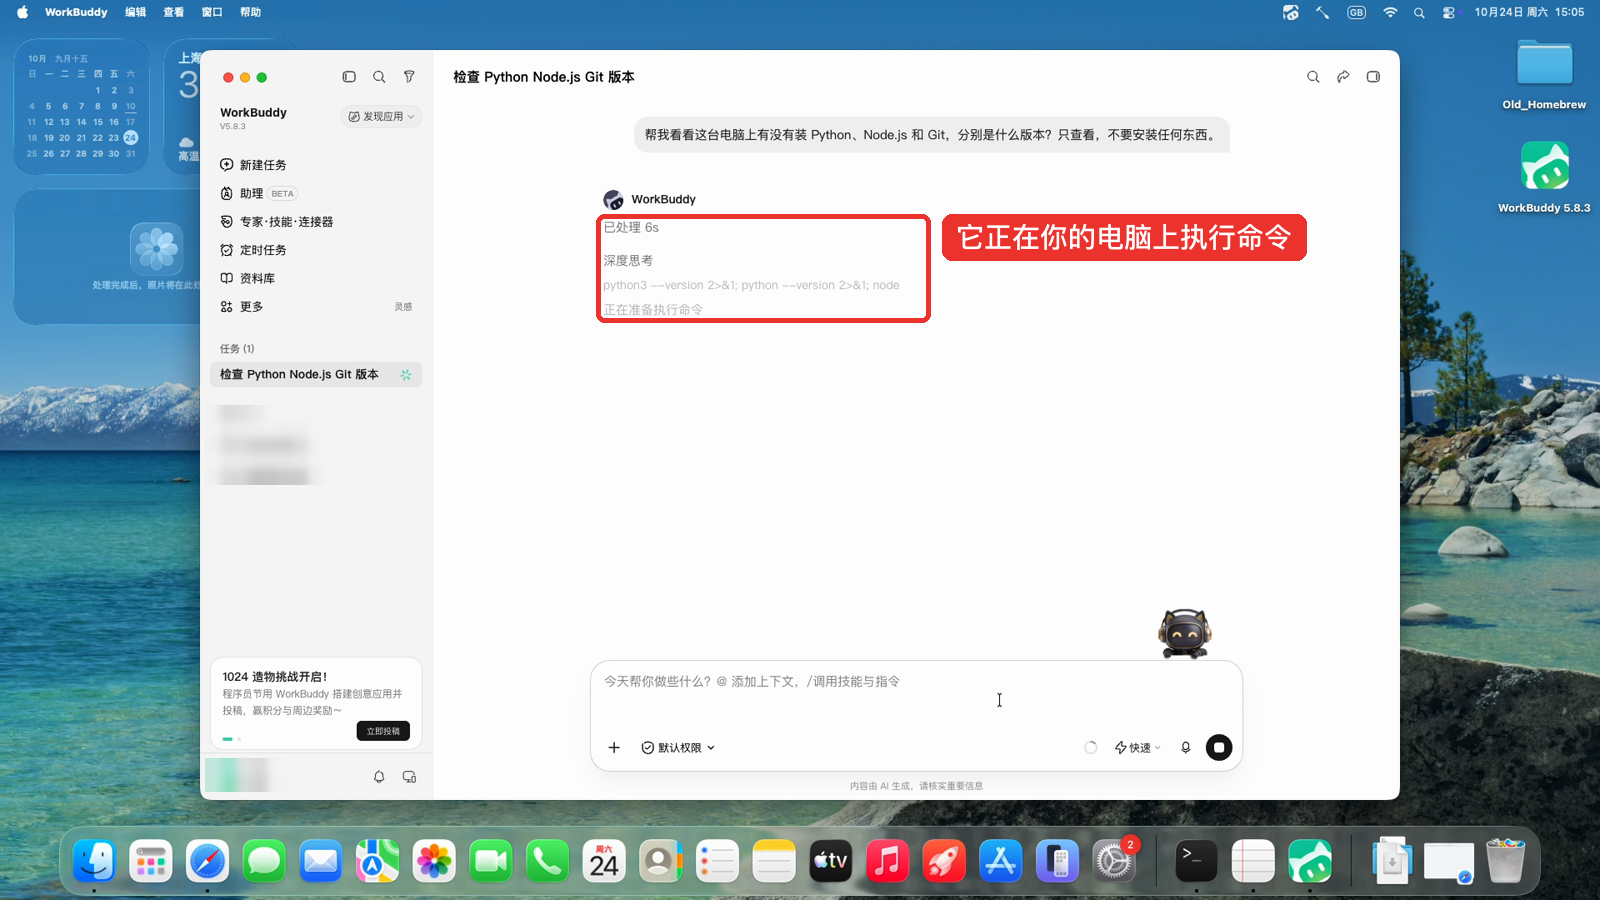 WorkBuddy 编辑 查看 窗口 帮助
GB
10月24日 周六 15:05
10月 九月十五
日 一 二 三 四 五 六
1 2 3
4 5 6 7 8 9 10
11 12 13 14 15 16 17
18 19 20 21 22 23 24
25 26 27 28 29 30 31
上海
3
高温
处理完成后，照片将在此处
Old_Homebrew
WorkBuddy 5.8.3
WorkBuddy
V5.8.3
发现应用
新建任务
助理 BETA
专家·技能·连接器
定时任务
资料库
更多
灵感
任务 (1)
检查 Python Node.js Git 版本
1024 造物挑战开启！
程序员节用 WorkBuddy 搭建创意应用并
投稿，赢积分与周边奖励～
立即投稿
检查 Python Node.js Git 版本
帮我看看这台电脑上有没有装 Python、Node.js 和 Git，分别是什么版本？只查看，不要安装任何东西。
WorkBuddy
已处理 6s
深度思考
python3 --version 2>&1; python --version 2>&1; node
正在准备执行命令
它正在你的电脑上执行命令
今天帮你做些什么？@ 添加上下文，/调用技能与指令
默认权限
快速
内容由 AI 生成，请核实重要信息
周六
24
tv
2
>_